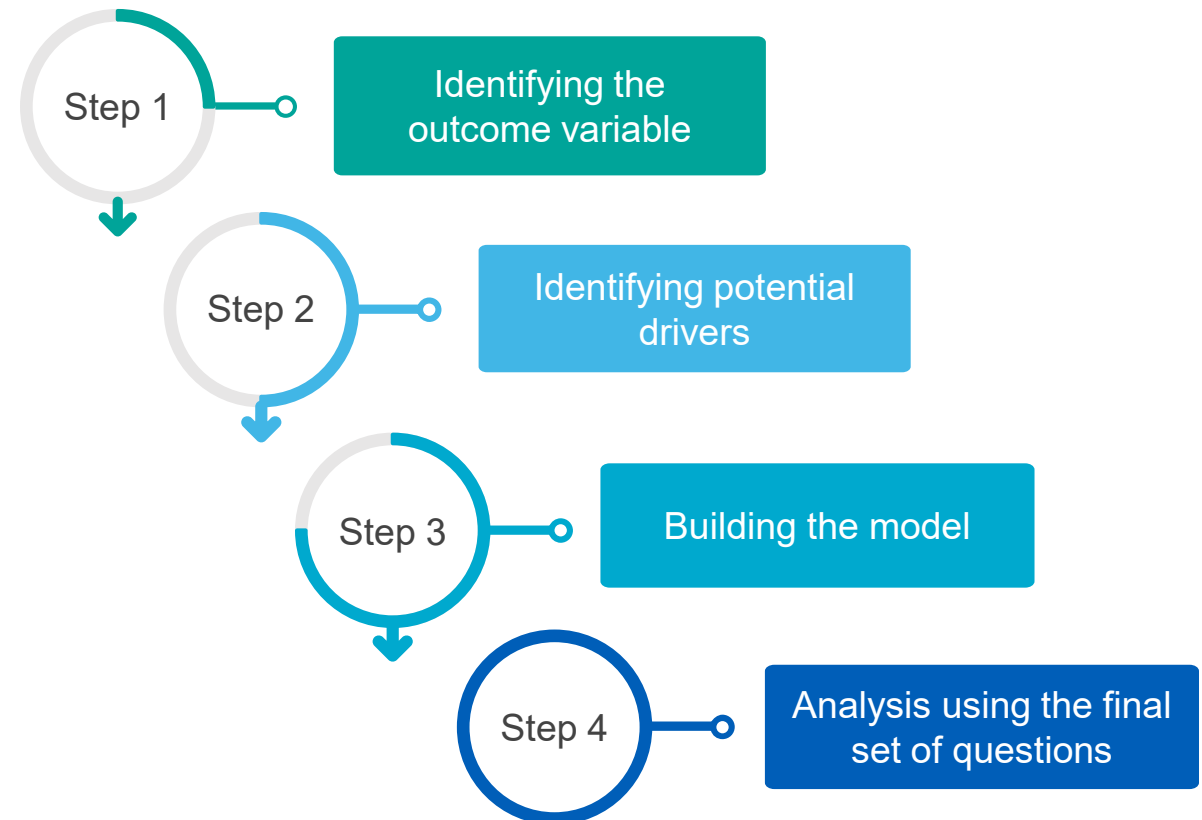 Step 1
Identifying the
outcome variable
Step 2
Identifying potential
drivers
Step 3
Building the model
Step 4
Analysis using the final
set of questions